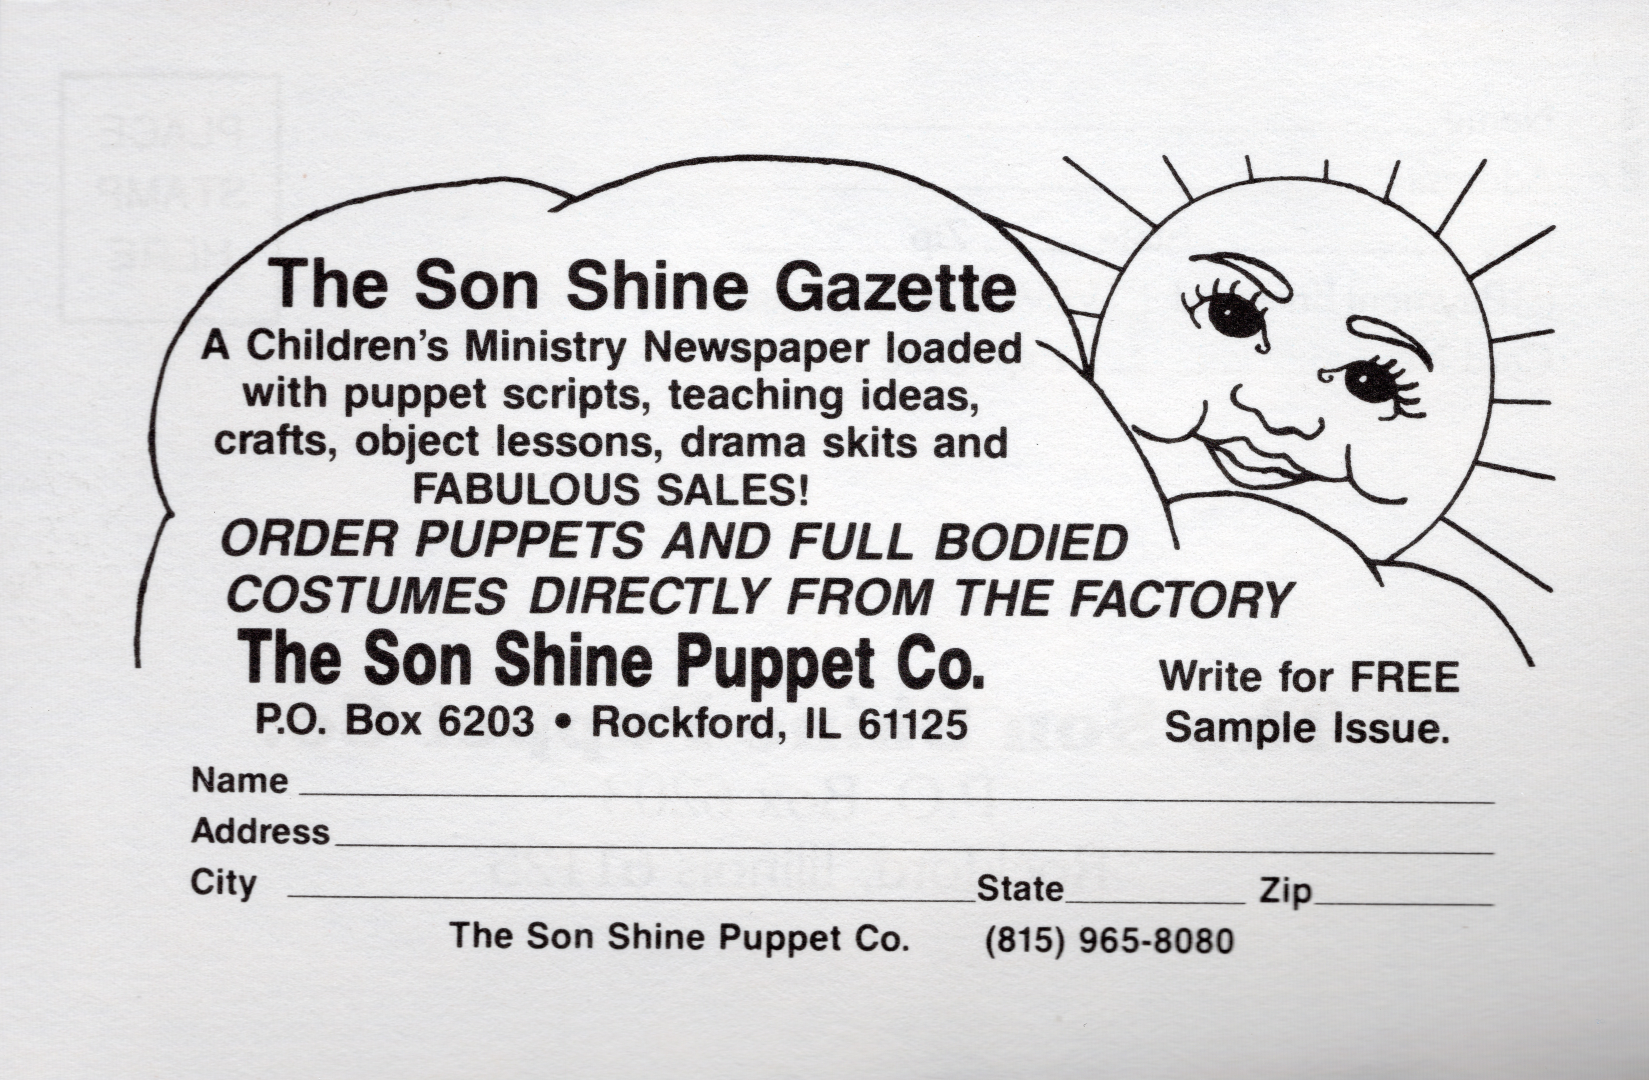 The Son Shine Gazette
A Children's Ministry Newspaper loaded
with puppet scripts, teaching ideas,
crafts, object lessons, drama skits and
FABULOUS SALES!
ORDER PUPPETS AND FULL BODIED
COSTUMES DIRECTLY FROM THE FACTORY
The Son Shine Puppet Co.
P.O. Box 6203 • Rockford, IL 61125
Write for FREE
Sample Issue.
Name
Address
City State Zip
The Son Shine Puppet Co. (815) 965-8080
PLACE
STAMP
HERE